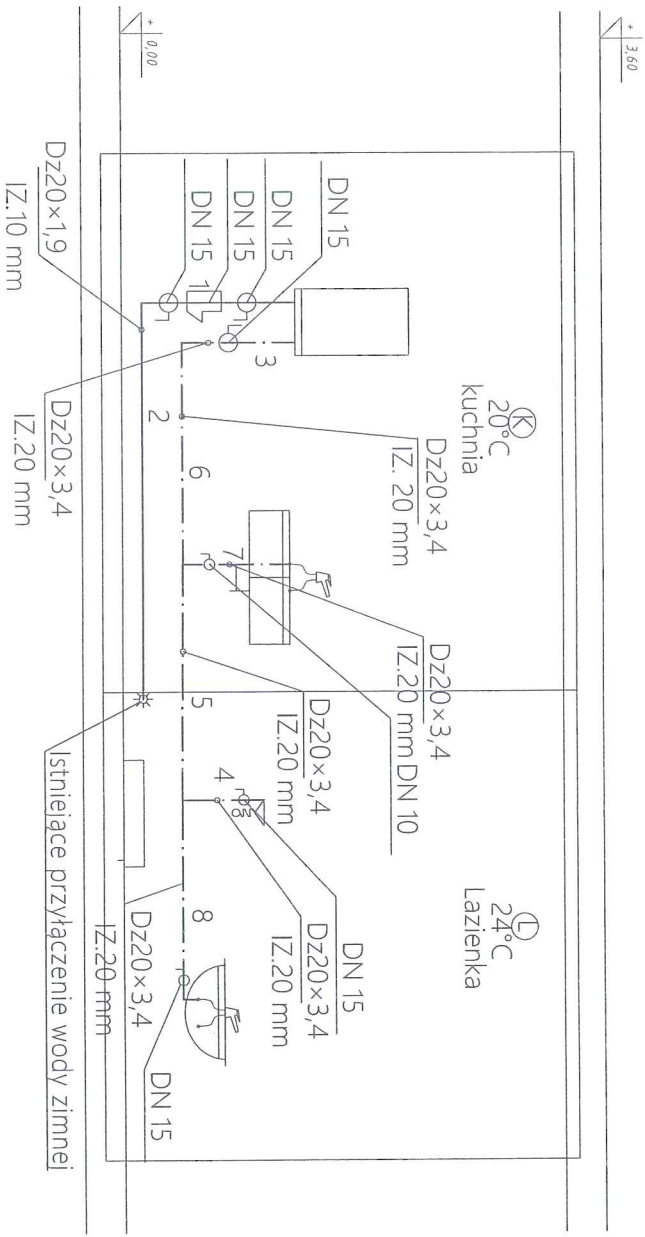 + 3,60
+ 0,00
DN 15
DN 15
DN 15
DN 15
1
3
Dz20×1,9
IZ.10 mm
Dz20×3,4
IZ.20 mm
K
20°C
kuchnia
Dz20×3,4
IZ. 20 mm
2
6
7
Dz20×3,4
IZ.20 mm
DN 10
Dz20×3,4
IZ.20 mm
5
4
8
L
24°C
Lazienka
DN 15
Dz20×3,4
IZ.20 mm
Dz20×3,4
IZ.20 mm
DN 15
Istniejące przyłączenie wody zimnej